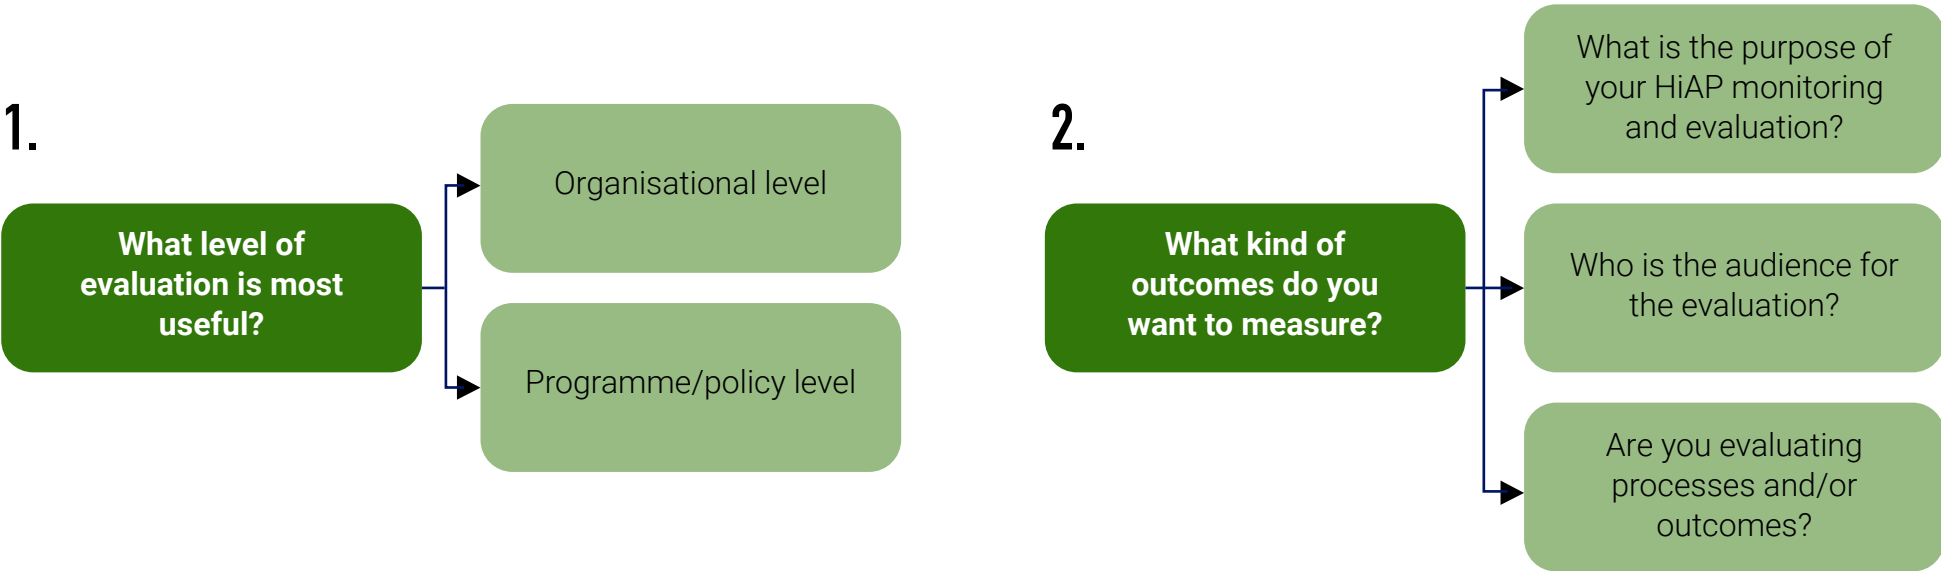 1.
What level of
evaluation is most
useful?
Organisational level
Programme/policy level
2.
What kind of
outcomes do you
want to measure?
What is the purpose of
your HiAP monitoring
and evaluation?
Who is the audience for
the evaluation?
Are you evaluating
processes and/or
outcomes?